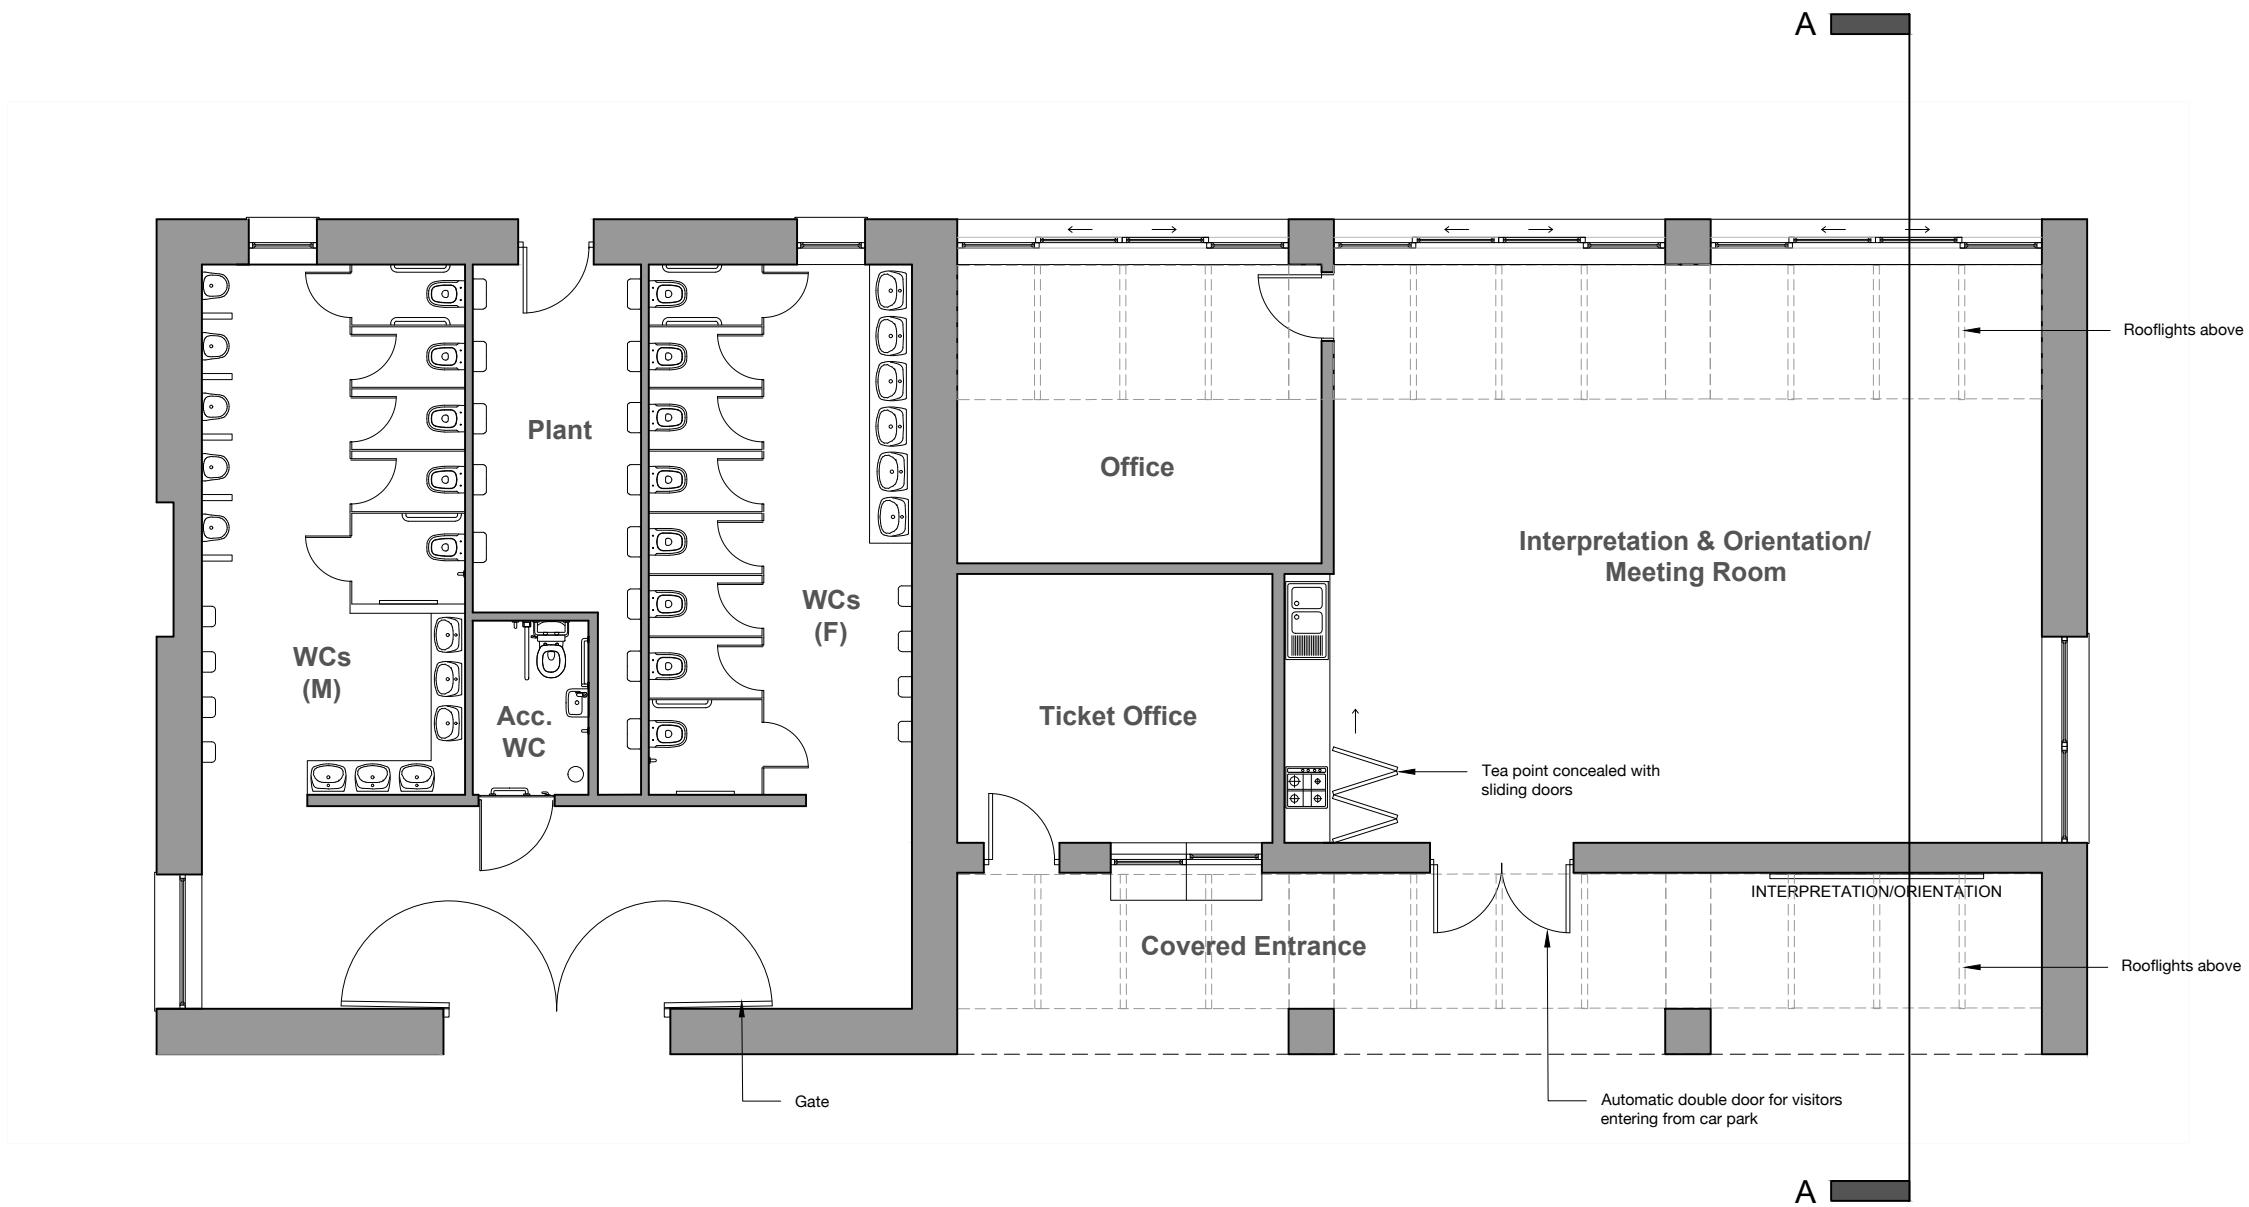 A
Rooflights above
Plant
Office
Interpretation & Orientation/
Meeting Room
WCs
(F)
WCs
(M)
Acc.
WC
Ticket Office
Tea point concealed with
sliding doors
INTERPRETATION/ORIENTATION
Covered Entrance
Rooflights above
Gate
Automatic double door for visitors
entering from car park
A